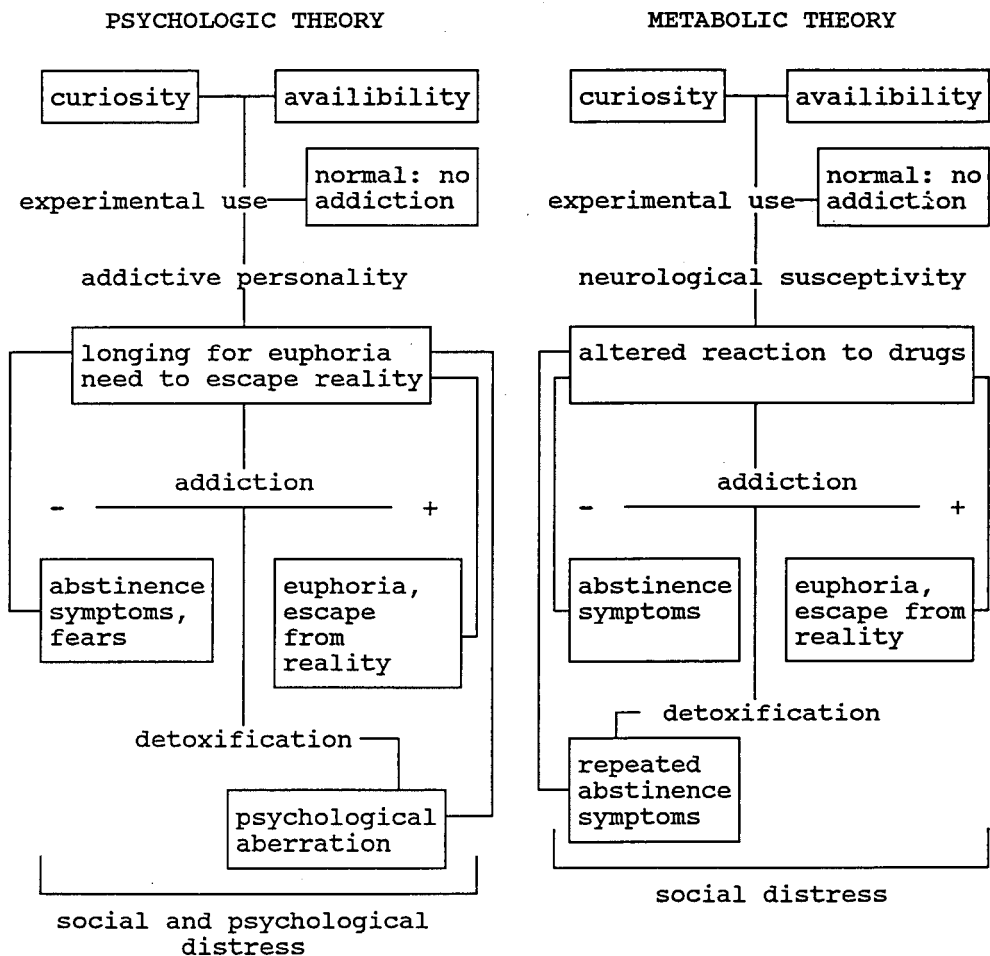 PSYCHOLOGIC THEORY
curiosity
availibility
normal: no
addiction
experimental use
addictive personality
longing for euphoria
need to escape reality
addiction
-
+
abstinence
symptoms,
fears
euphoria,
escape
from
reality
detoxification
psychological
aberration
social and psychological
distress
METABOLIC THEORY
curiosity
availibility
normal: no
addiction
experimental use
neurological susceptivity
altered reaction to drugs
addiction
-
+
abstinence
symptoms
euphoria,
escape from
reality
detoxification
repeated
abstinence
symptoms
social distress